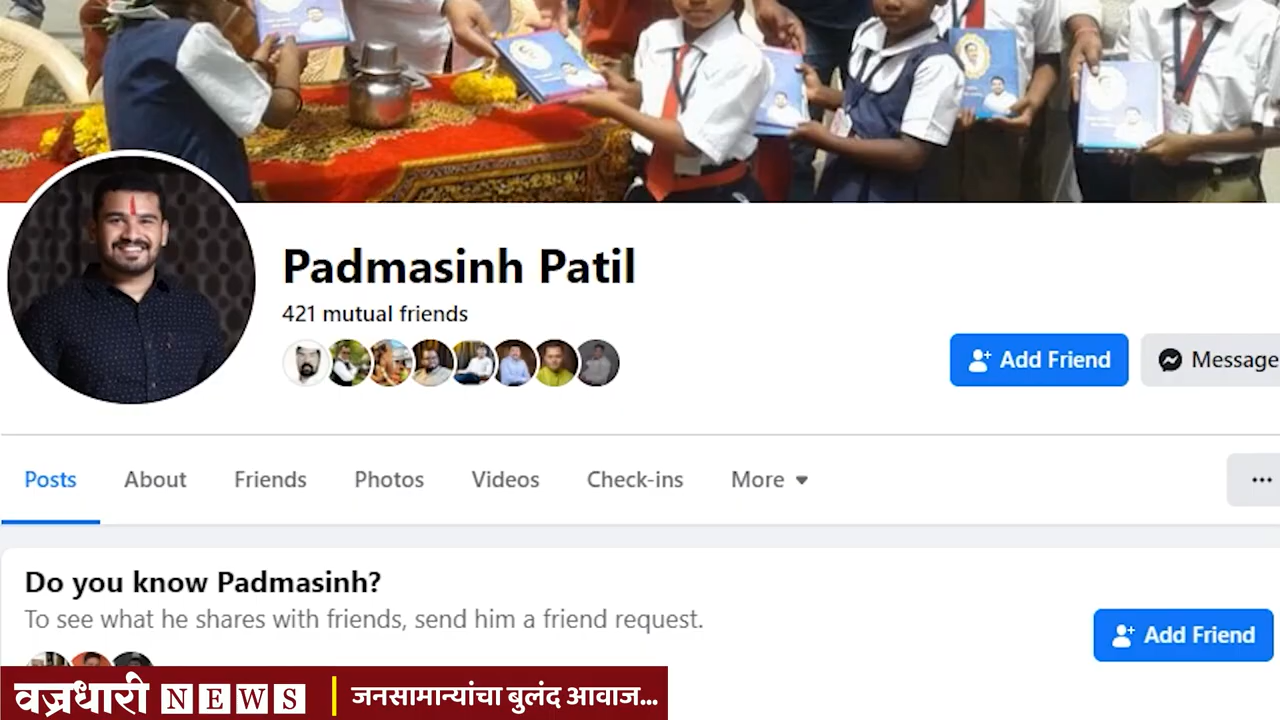 Padmasinh Patil
421 mutual friends
Add Friend
Message
Posts
About
Friends
Photos
Videos
Check-ins
More
Do you know Padmasinh?
To see what he shares with friends, send him a friend request.
Add Friend
वज्रधारी NEWS
जनसामान्यांचा बुलंद आवाज...